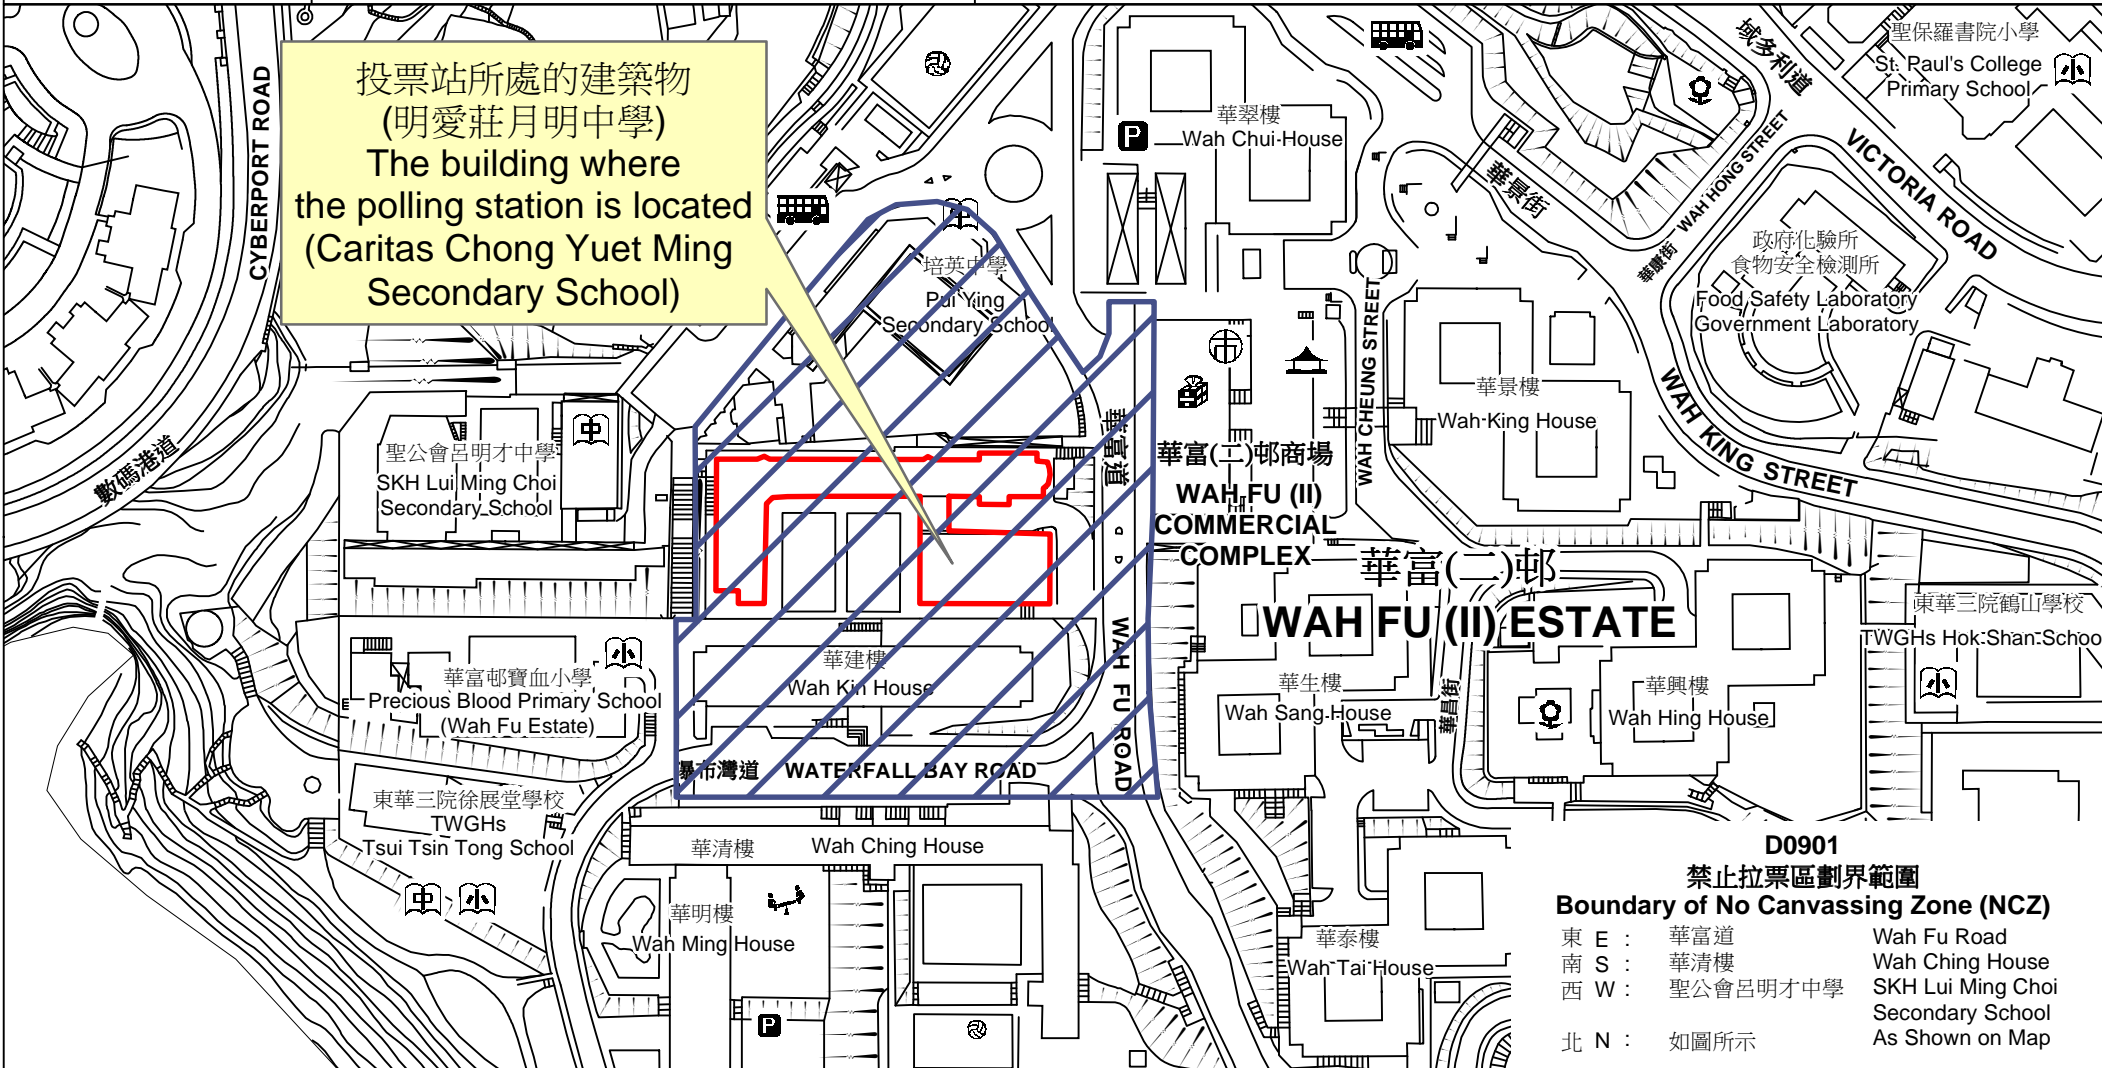 投票站所處的建築物
(明愛莊月明中學)
The building where
the polling station is located
(Caritas Chong Yuet Ming
Secondary School)
CYBERPORT ROAD
數碼港道
華翠樓
Wah Chui House
P
域多利道
VICTORIA ROAD
聖保羅書院小學
St. Paul's College
Primary School
小
華景街
華康街
WAH HONG STREET
政府化驗所
食物安全檢測所
Food Safety Laboratory
Government Laboratory
中
培英中學
Pui Ying
Secondary School
市
WAH CHEUNG STREET
華景樓
Wah King House
WAH KING STREET
中
聖公會呂明才中學
SKH Lui Ming Choi
Secondary School
華富道
WAH FU ROAD
華富(二)邨商場
WAH FU (II)
COMMERCIAL
COMPLEX
華富(二)邨
WAH FU (II) ESTATE
東華三院鶴山學校
TWGHs Hok Shan Schoo
小
小
華富邨寶血小學
Precious Blood Primary School
(Wah Fu Estate)
華建樓
Wah Kin House
華生樓
Wah Sang House
華昌街
華興樓
Wah Hing House
瀑布灣道 WATERFALL BAY ROAD
東華三院徐展堂學校
TWGHs
Tsui Tsin Tong School
中 小
華清樓 Wah Ching House
華明樓
Wah Ming House
P
華泰樓
Wah Tai House
D0901
禁止拉票區劃界範圍
Boundary of No Canvassing Zone (NCZ)
東 E : 華富道 Wah Fu Road
南 S : 華清樓 Wah Ching House
西 W : 聖公會呂明才中學 SKH Lui Ming Choi
Secondary School
北 N : 如圖所示 As Shown on Map